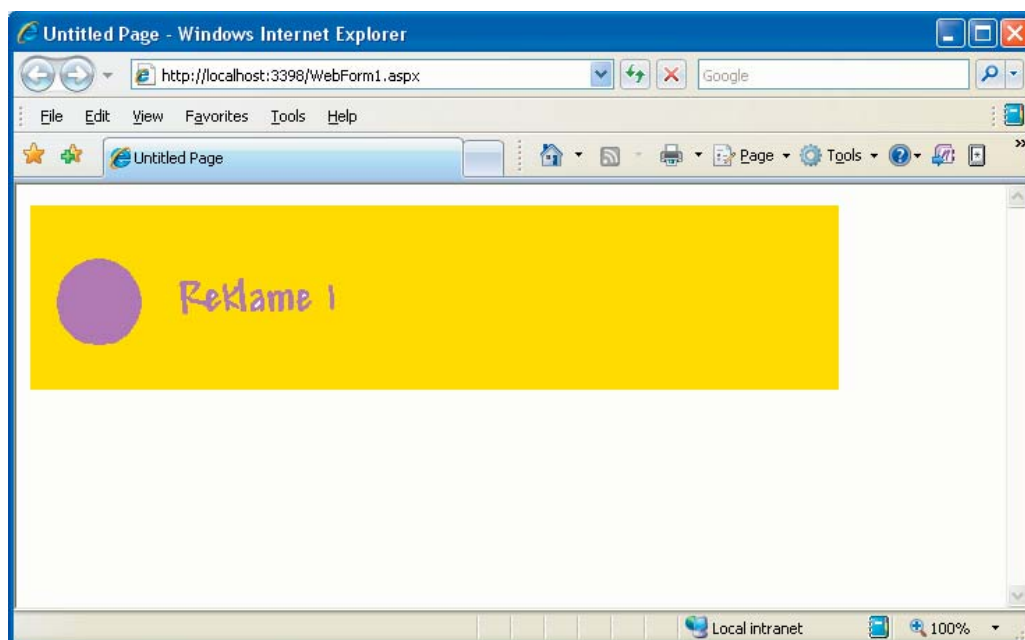 Untitled Page - Windows Internet Explorer
http://localhost:3398/WebForm1.aspx
Google
File Edit View Favorites Tools Help
Untitled Page
Page Tools
Reklame 1
Local intranet
100%